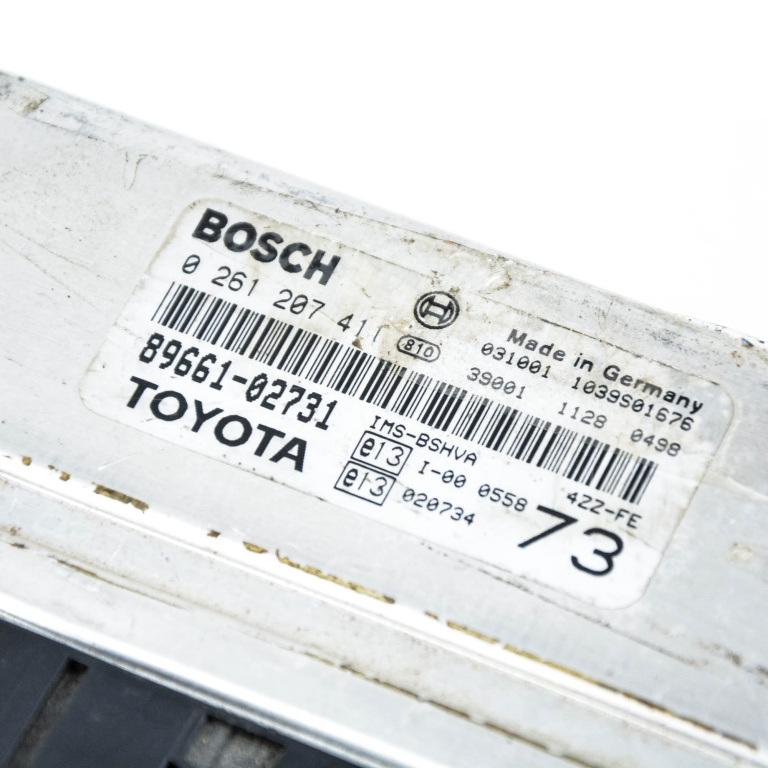 BOSCH
0 261 207 411
810
Made in Germany
031001 1039S01676
39001 1128 0498
89661-02731
TOYOTA
IMS-BSHVA
e13 I-00 0558
e13 020734
4ZZ-FE
73